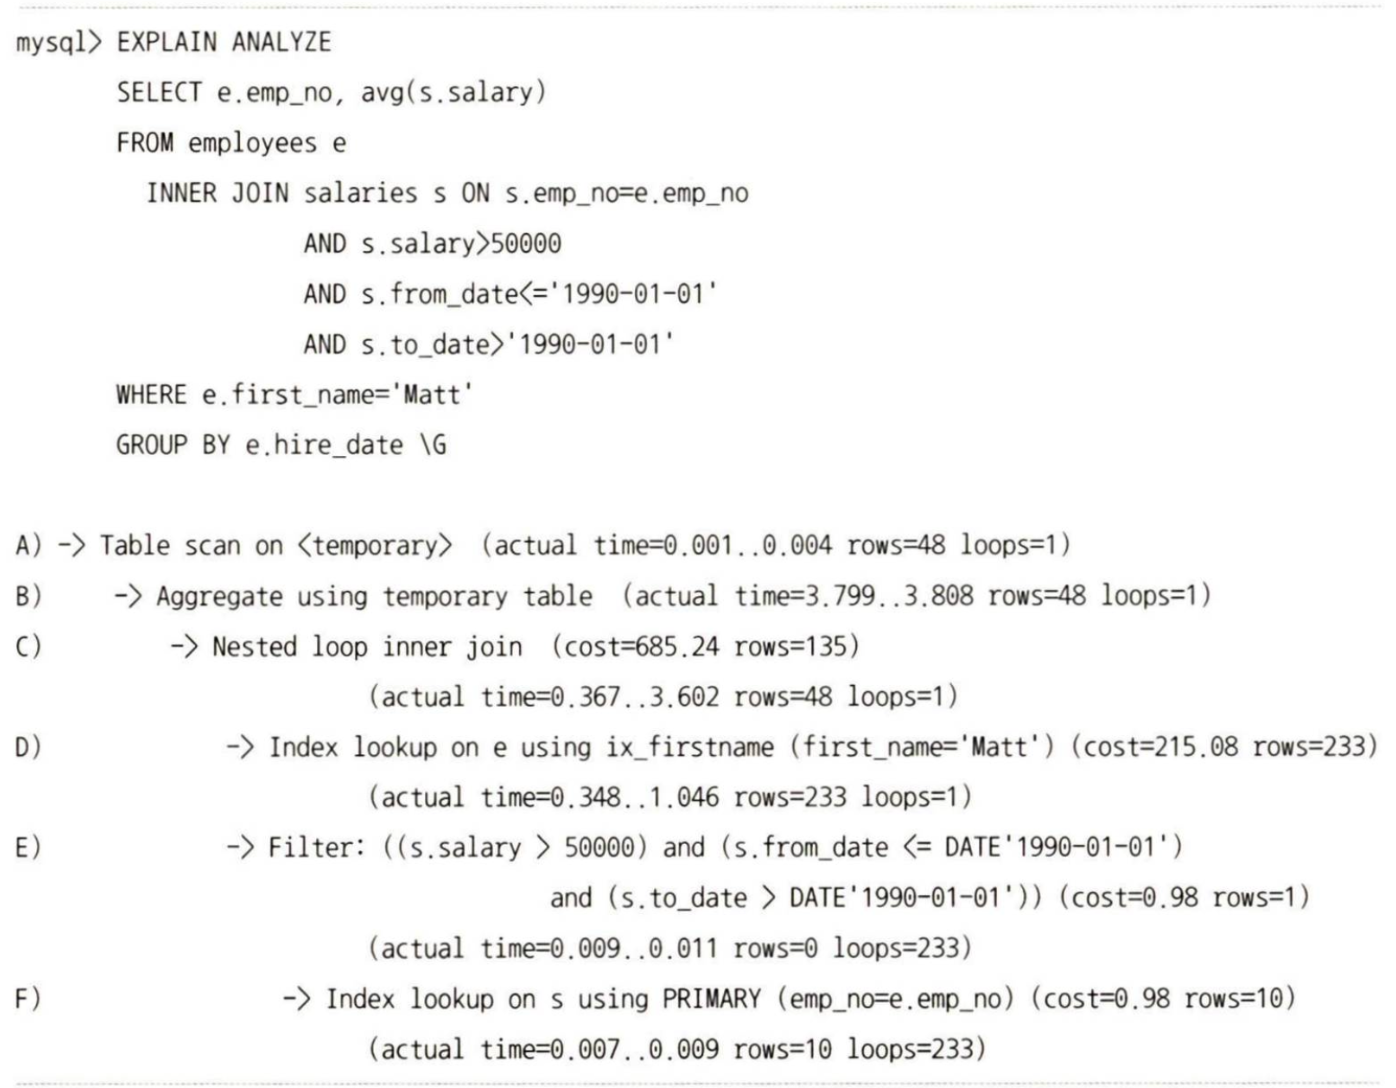 mysql> EXPLAIN ANALYZE
SELECT e.emp_no, avg(s.salary)
FROM employees e
INNER JOIN salaries s ON s.emp_no=e.emp_no
AND s.salary>50000
AND s.from_date<='1990-01-01'
AND s.to_date>'1990-01-01'
WHERE e.first_name='Matt'
GROUP BY e.hire_date \G
A) -> Table scan on <temporary> (actual time=0.001..0.004 rows=48 loops=1)
B) -> Aggregate using temporary table (actual time=3.799..3.808 rows=48 loops=1)
C) -> Nested loop inner join (cost=685.24 rows=135)
(actual time=0.367..3.602 rows=48 loops=1)
D) -> Index lookup on e using ix_firstname (first_name='Matt') (cost=215.08 rows=233)
(actual time=0.348..1.046 rows=233 loops=1)
E) -> Filter: ((s.salary > 50000) and (s.from_date <= DATE'1990-01-01')
and (s.to_date > DATE'1990-01-01')) (cost=0.98 rows=1)
(actual time=0.009..0.011 rows=0 loops=233)
F) -> Index lookup on s using PRIMARY (emp_no=e.emp_no) (cost=0.98 rows=10)
(actual time=0.007..0.009 rows=10 loops=233)